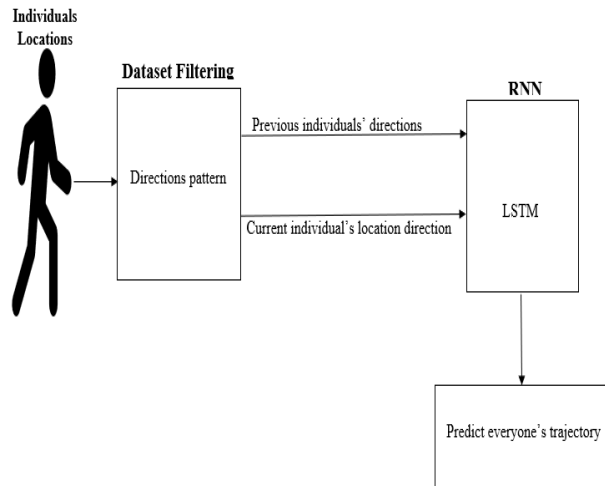 Individuals
Locations
Dataset Filtering
Directions pattern
Previous individuals’ directions
Current individual’s location direction
RNN
LSTM
Predict everyone’s trajectory